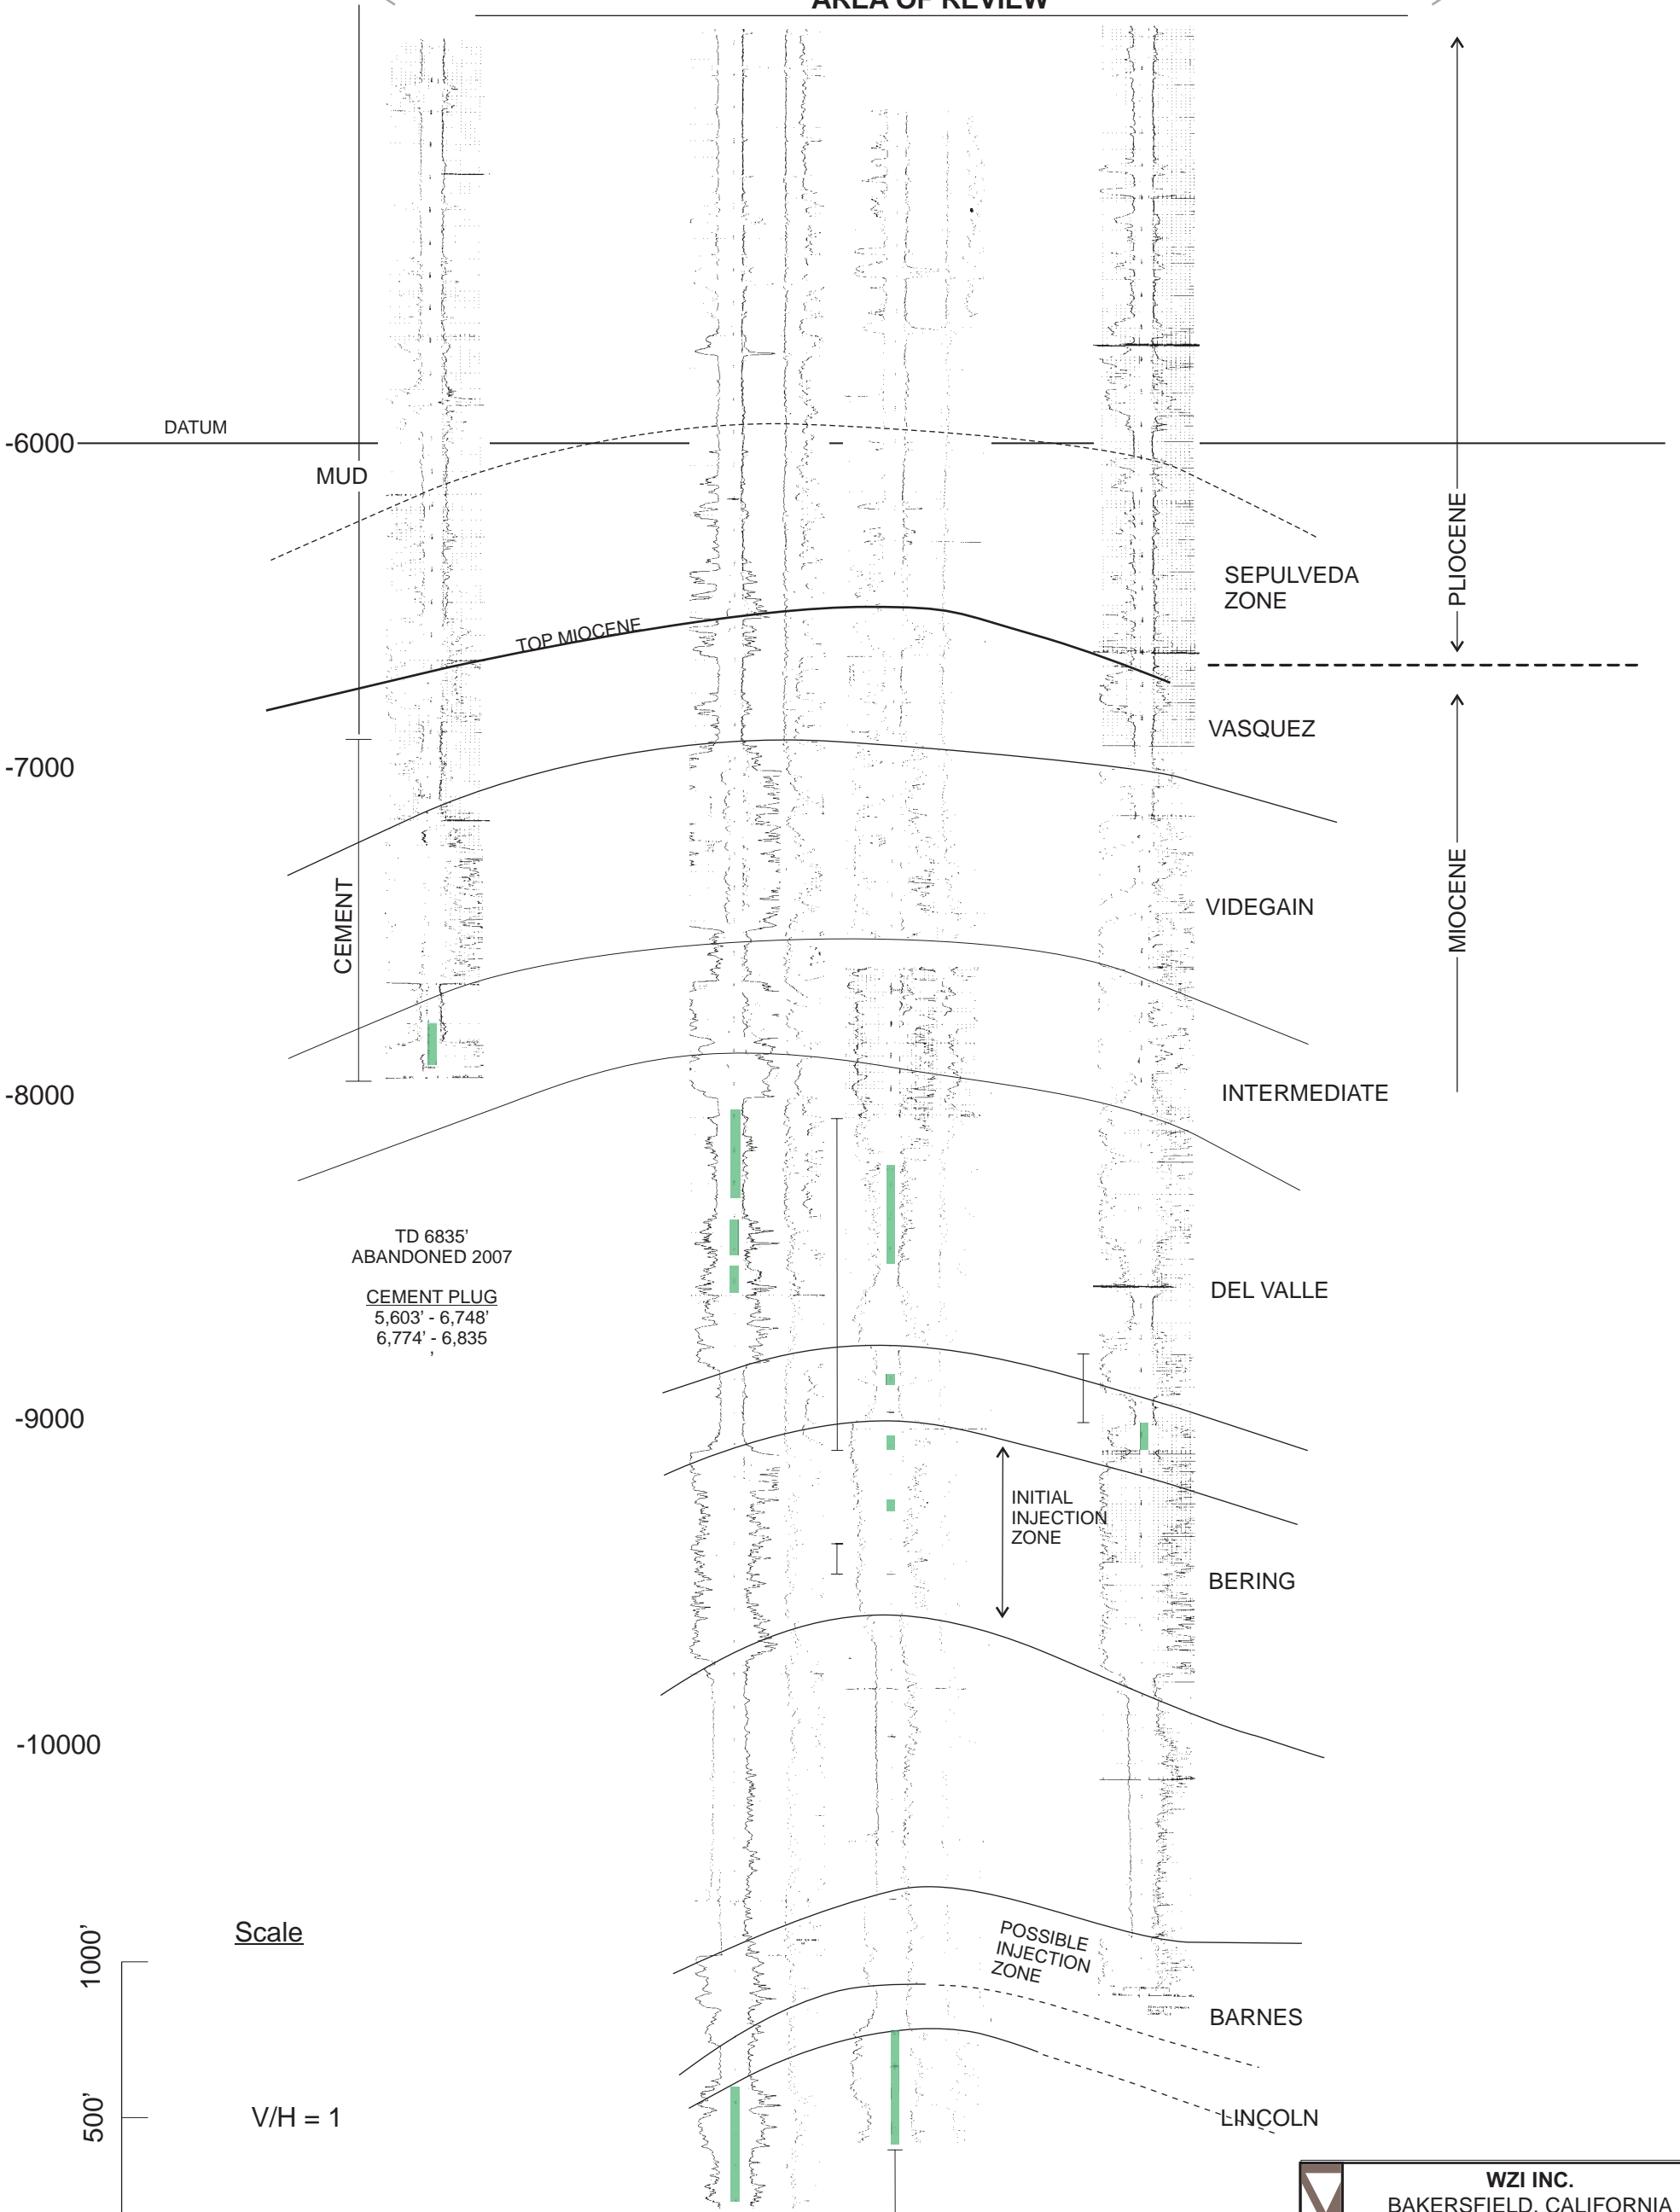 AREA OF REVIEW
-6000
DATUM
MUD
PLIOCENE
SEPULVEDA
ZONE
TOP MIOCENE
VASQUEZ
-7000
CEMENT
VIDEGAIN
MIOCENE
-8000
INTERMEDIATE
TD 6835’
ABANDONED 2007
CEMENT PLUG
5,603’ - 6,748’
6,774’ - 6,835
’
DEL VALLE
-9000
INITIAL
INJECTION
ZONE
BERING
-10000
Scale
1000’
POSSIBLE
INJECTION
ZONE
BARNES
500’
V/H = 1
LINCOLN
WZI INC.
BAKERSFIELD, CALIFORNIA